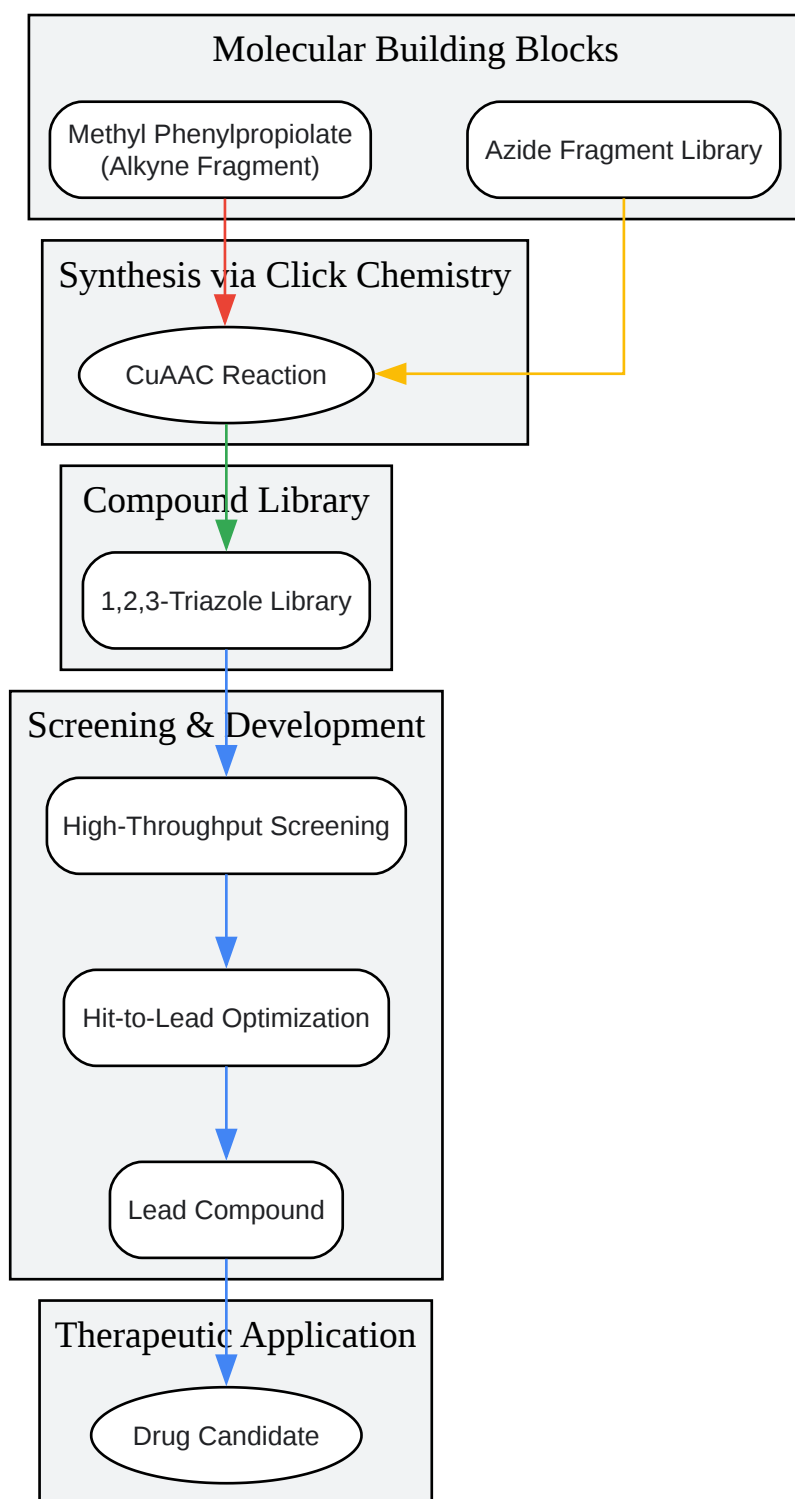 Molecular Building Blocks
Methyl Phenylpropiolate
(Alkyne Fragment)
Azide Fragment Library
Synthesis via Click Chemistry
CuAAC Reaction
Compound Library
1,2,3-Triazole Library
Screening & Development
High-Throughput Screening
Hit-to-Lead Optimization
Lead Compound
Therapeutic Application
Drug Candidate